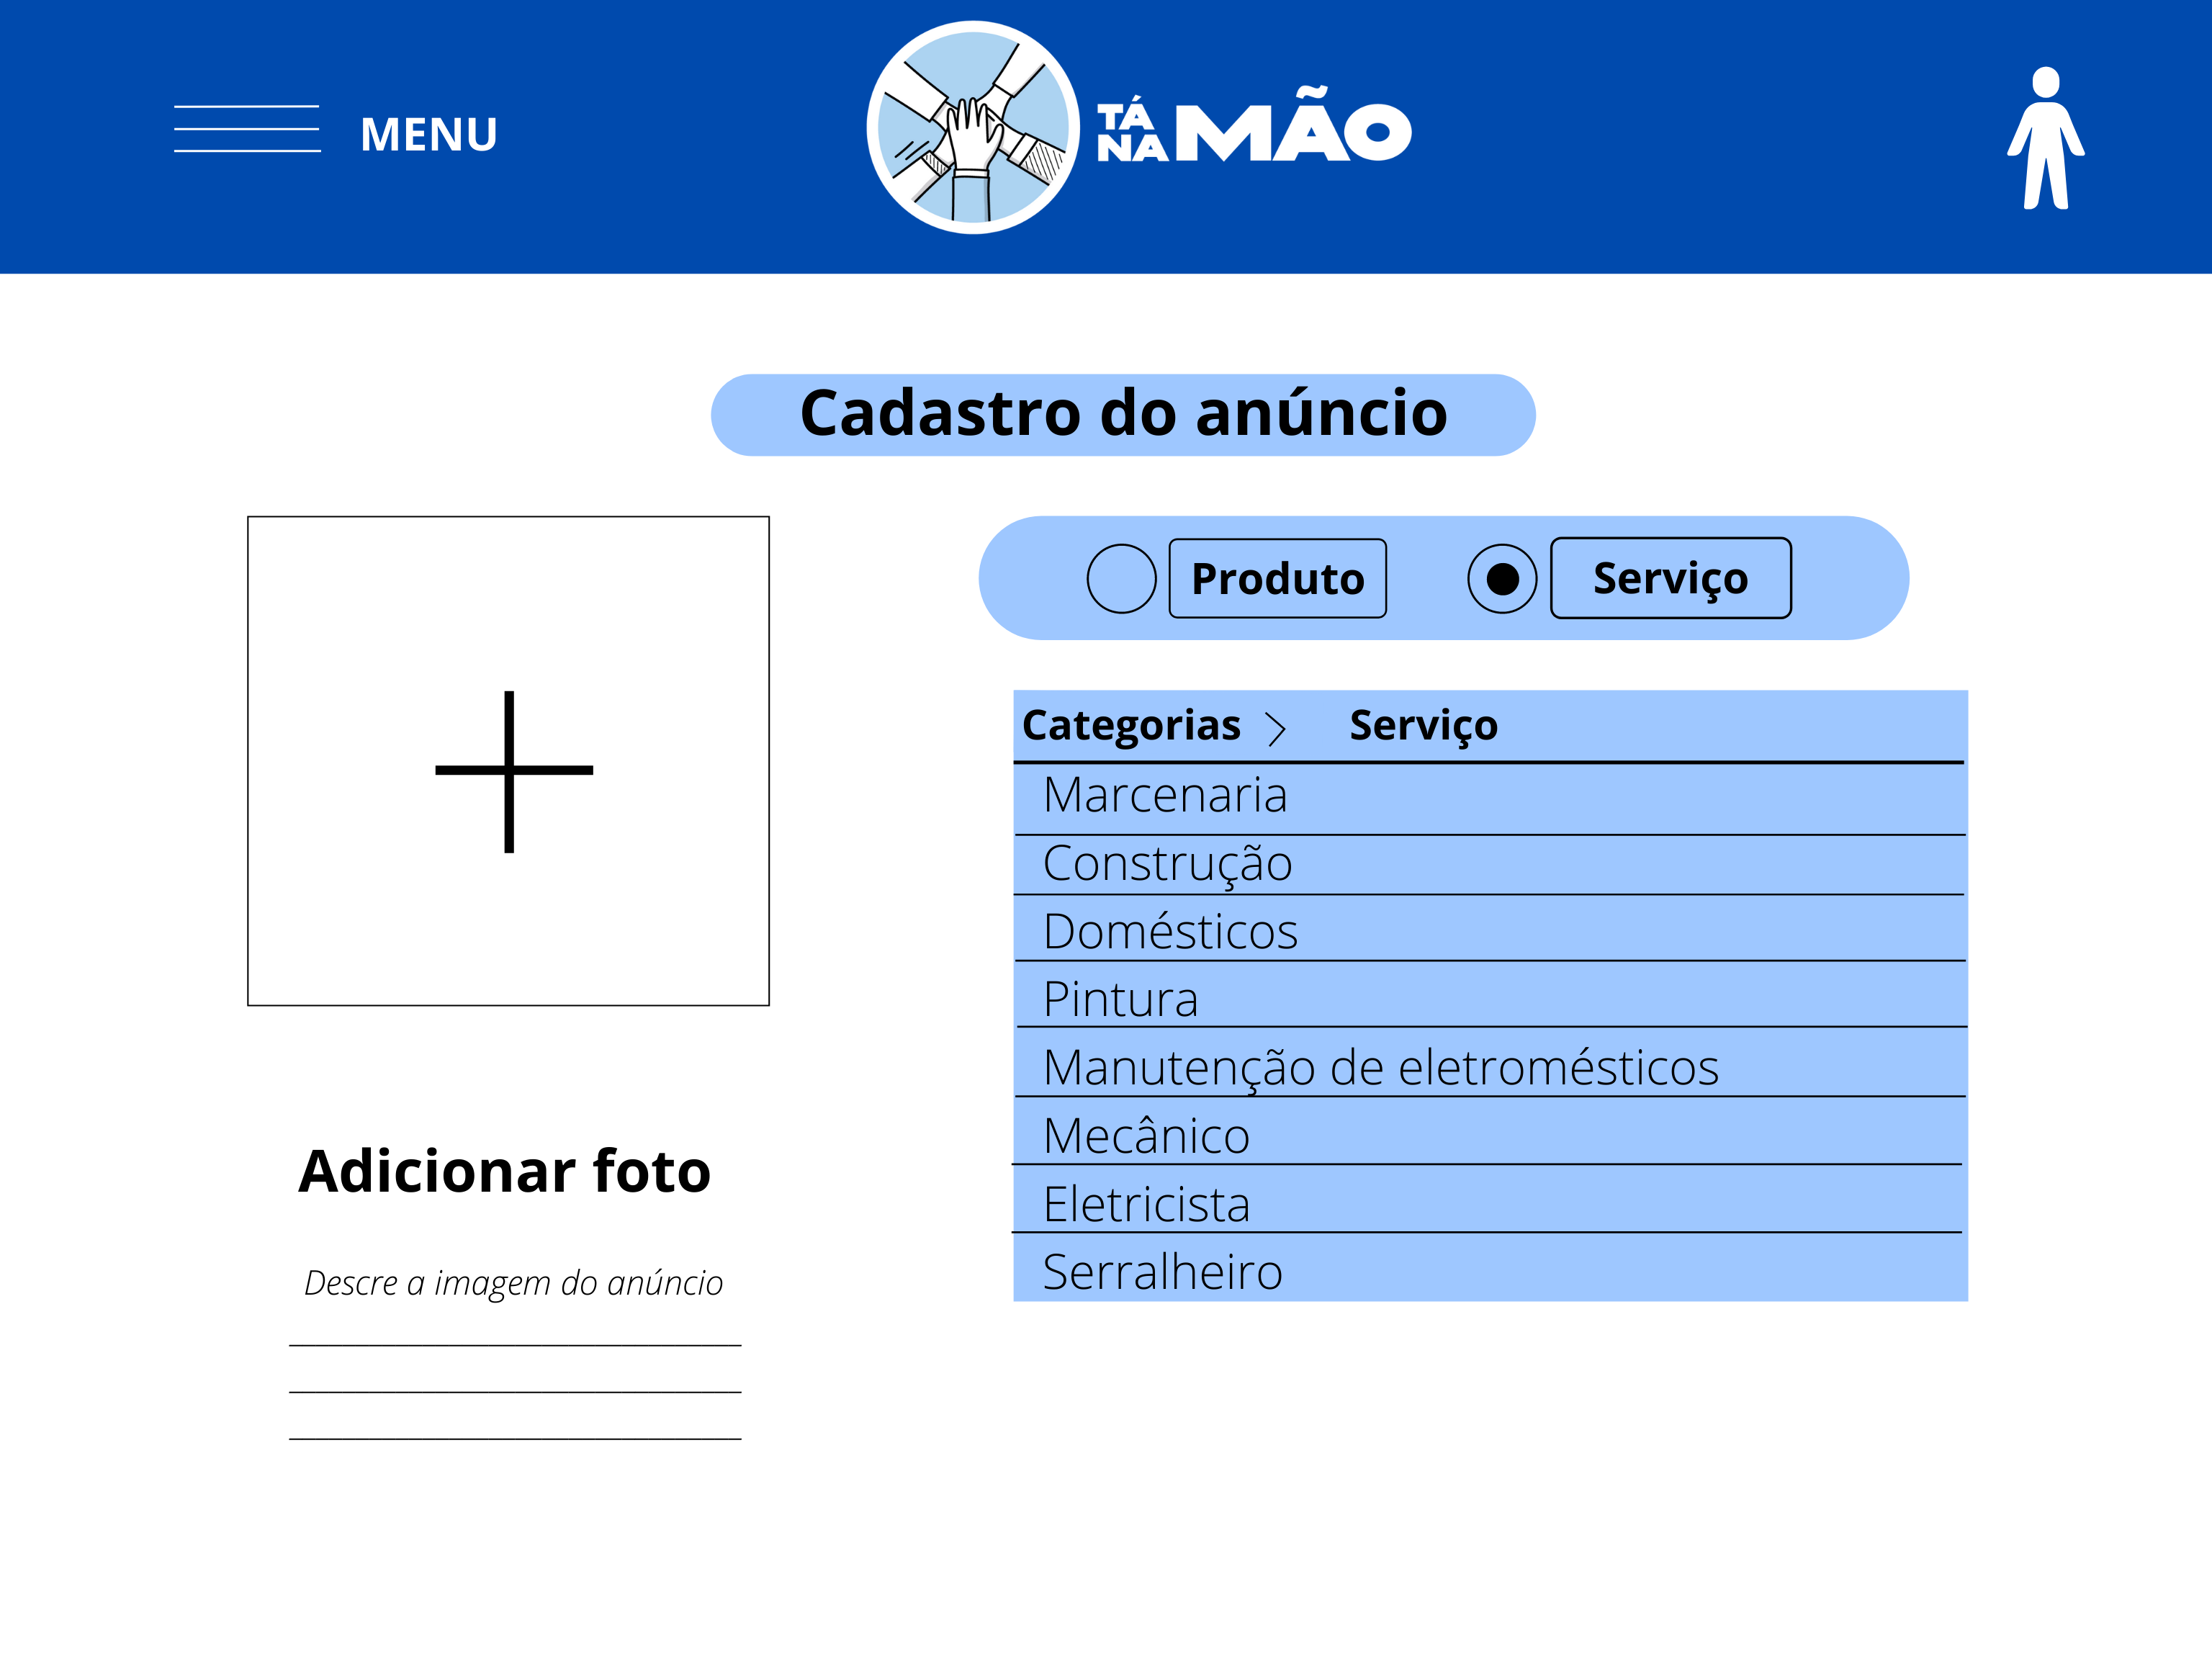 MENU
TÁ
NA MÃO
Cadastro do anúncio
Produto
Serviço
Categorias > Serviço
Marcenaria
Construção
Domésticos
Pintura
Manutenção de eletromésticos
Mecânico
Eletricista
Serralheiro
Adicionar foto
Descre a imagem do anúncio